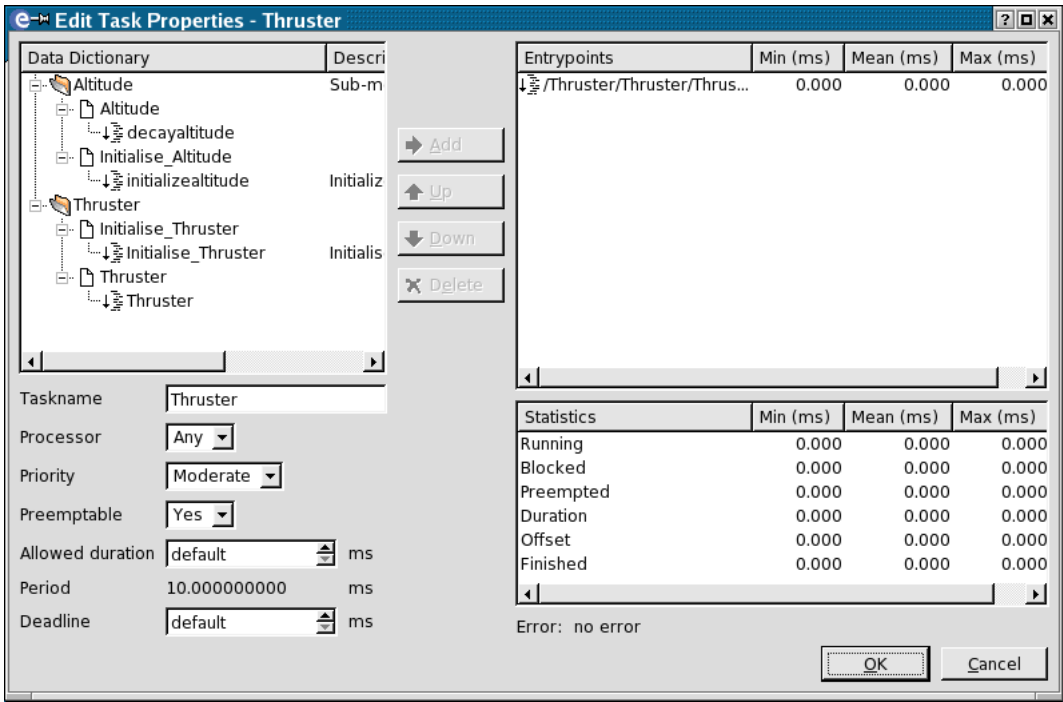 Edit Task Properties - Thruster
Data Dictionary Descri
Altitude Sub-m
Altitude
decayaltitude
Initialise_Altitude
initializealtitude Initializ
Thruster
Initialise_Thruster
Initialise_Thruster Initialis
Thruster
Thruster
Add
Up
Down
Delete
Entrypoints Min (ms) Mean (ms) Max (ms)
/Thruster/Thruster/Thrus... 0.000 0.000 0.000
Taskname Thruster
Processor Any
Priority Moderate
Preemptable Yes
Allowed duration default ms
Period 10.000000000 ms
Deadline default ms
Statistics Min (ms) Mean (ms) Max (ms)
Running 0.000 0.000 0.000
Blocked 0.000 0.000 0.000
Preempted 0.000 0.000 0.000
Duration 0.000 0.000 0.000
Offset 0.000 0.000 0.000
Finished 0.000 0.000 0.000
Error: no error
OK Cancel